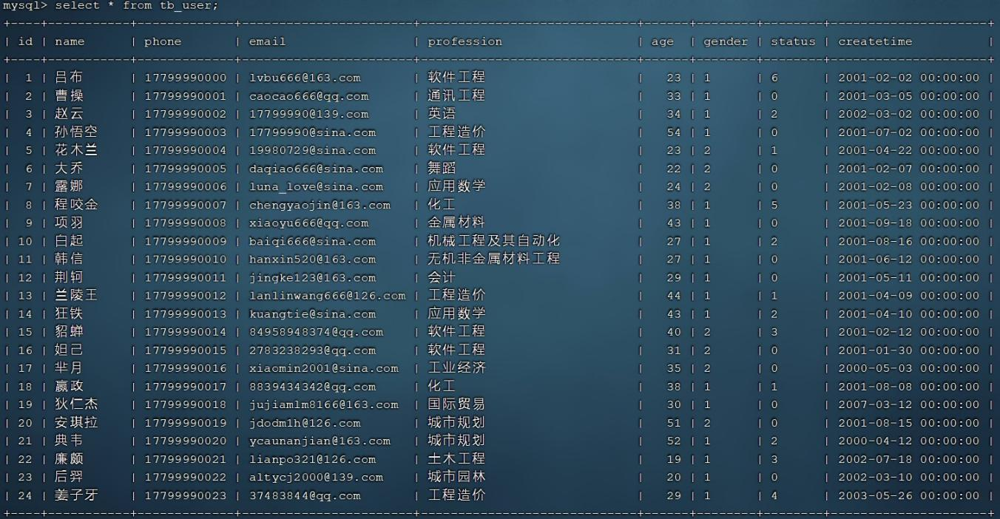 mysql> select * from tb_user;
+----+-----------+-------------+------------------------+-----------------------------+------+--------+--------+---------------------+
| id | name | phone | email | profession | age | gender | status | createtime |
+----+-----------+-------------+------------------------+-----------------------------+------+--------+--------+---------------------+
| 1 | 吕布 | 17799990000 | lvbu666@163.com | 软件工程 | 23 | 1 | 6 | 2001-02-02 00:00:00 |
| 2 | 曹操 | 17799990001 | caocao666@qq.com | 通讯工程 | 33 | 1 | 0 | 2001-03-05 00:00:00 |
| 3 | 赵云 | 17799990002 | 17799990@139.com | 英语 | 34 | 1 | 2 | 2002-03-02 00:00:00 |
| 4 | 孙悟空 | 17799990003 | 17799990@sina.com | 工程造价 | 54 | 1 | 0 | 2001-07-02 00:00:00 |
| 5 | 花木兰 | 17799990004 | 19980729@sina.com | 软件工程 | 23 | 2 | 1 | 2001-04-22 00:00:00 |
| 6 | 大乔 | 17799990005 | daqiao666@sina.com | 舞蹈 | 22 | 2 | 0 | 2001-02-07 00:00:00 |
| 7 | 露娜 | 17799990006 | luna_love@sina.com | 应用数学 | 24 | 2 | 0 | 2001-02-08 00:00:00 |
| 8 | 程咬金 | 17799990007 | chengyaojin@163.com | 化工 | 38 | 1 | 5 | 2001-05-23 00:00:00 |
| 9 | 项羽 | 17799990008 | xiaoyu666@qq.com | 金属材料 | 43 | 1 | 0 | 2001-09-18 00:00:00 |
| 10 | 白起 | 17799990009 | baiqi666@sina.com | 机械工程及其自动化 | 27 | 1 | 2 | 2001-08-16 00:00:00 |
| 11 | 韩信 | 17799990010 | hanxin520@163.com | 无机非金属材料工程 | 27 | 1 | 0 | 2001-06-12 00:00:00 |
| 12 | 荆轲 | 17799990011 | jingke123@163.com | 会计 | 29 | 1 | 0 | 2001-05-11 00:00:00 |
| 13 | 兰陵王 | 17799990012 | lanlinwang666@126.com | 工程造价 | 44 | 1 | 1 | 2001-04-09 00:00:00 |
| 14 | 狂铁 | 17799990013 | kuangtie@sina.com | 应用数学 | 43 | 1 | 2 | 2001-04-10 00:00:00 |
| 15 | 貂蝉 | 17799990014 | 84958948374@qq.com | 软件工程 | 40 | 2 | 3 | 2001-02-12 00:00:00 |
| 16 | 妲己 | 17799990015 | 2783238293@qq.com | 软件工程 | 31 | 2 | 0 | 2001-01-30 00:00:00 |
| 17 | 芈月 | 17799990016 | xiaomin2001@sina.com | 工业经济 | 35 | 2 | 0 | 2000-05-03 00:00:00 |
| 18 | 嬴政 | 17799990017 | 8839434342@qq.com | 化工 | 38 | 1 | 1 | 2001-08-08 00:00:00 |
| 19 | 狄仁杰 | 17799990018 | jujiamlm8166@163.com | 国际贸易 | 30 | 1 | 0 | 2007-03-12 00:00:00 |
| 20 | 安琪拉 | 17799990019 | jdodm1h@126.com | 城市规划 | 51 | 2 | 0 | 2001-08-15 00:00:00 |
| 21 | 典韦 | 17799990020 | ycaunanjian@163.com | 城市规划 | 52 | 1 | 2 | 2000-04-12 00:00:00 |
| 22 | 廉颇 | 17799990021 | lianpo321@126.com | 土木工程 | 19 | 1 | 3 | 2002-07-18 00:00:00 |
| 23 | 后羿 | 17799990022 | altycj2000@139.com | 城市园林 | 20 | 1 | 0 | 2002-03-10 00:00:00 |
| 24 | 姜子牙 | 17799990023 | 37483844@qq.com | 工程造价 | 29 | 1 | 4 | 2003-05-26 00:00:00 |
+----+-----------+-------------+------------------------+-----------------------------+------+--------+--------+---------------------+